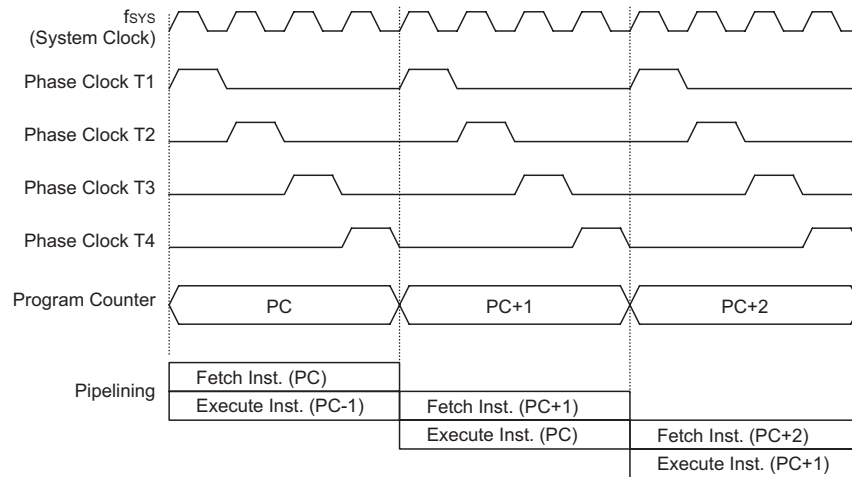 fSYS
(System Clock)
Phase Clock T1
Phase Clock T2
Phase Clock T3
Phase Clock T4
Program Counter
PC
PC+1
PC+2
Pipelining
Fetch Inst. (PC)
Execute Inst. (PC-1)
Fetch Inst. (PC+1)
Execute Inst. (PC)
Fetch Inst. (PC+2)
Execute Inst. (PC+1)